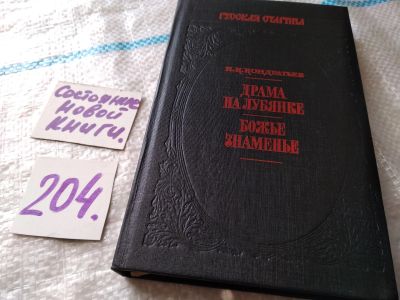 РУССКАЯ СТАРИНА
И.К. КОНДРАТЬЕВ
ДРАМА
НА ЛУБЯНКЕ
БОЖЬЕ
ЗНАМЕНЬЕ
Состояние
новой
книги.
204.